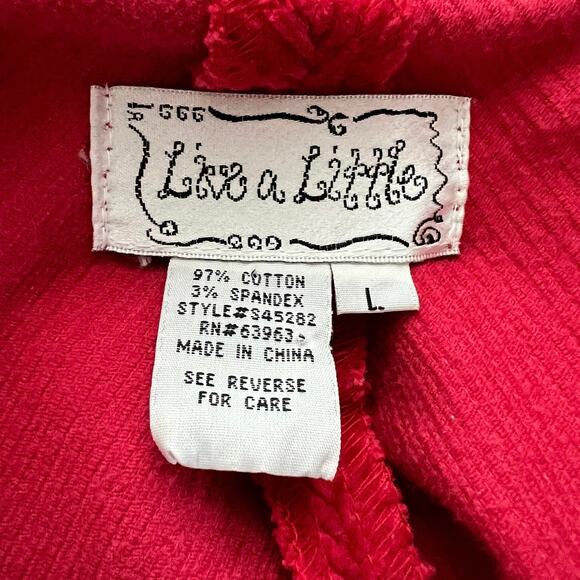 Live a Little
97% COTTON
3% SPANDEX
STYLE#S45282
RN#63963
MADE IN CHINA
SEE REVERSE
FOR CARE
L